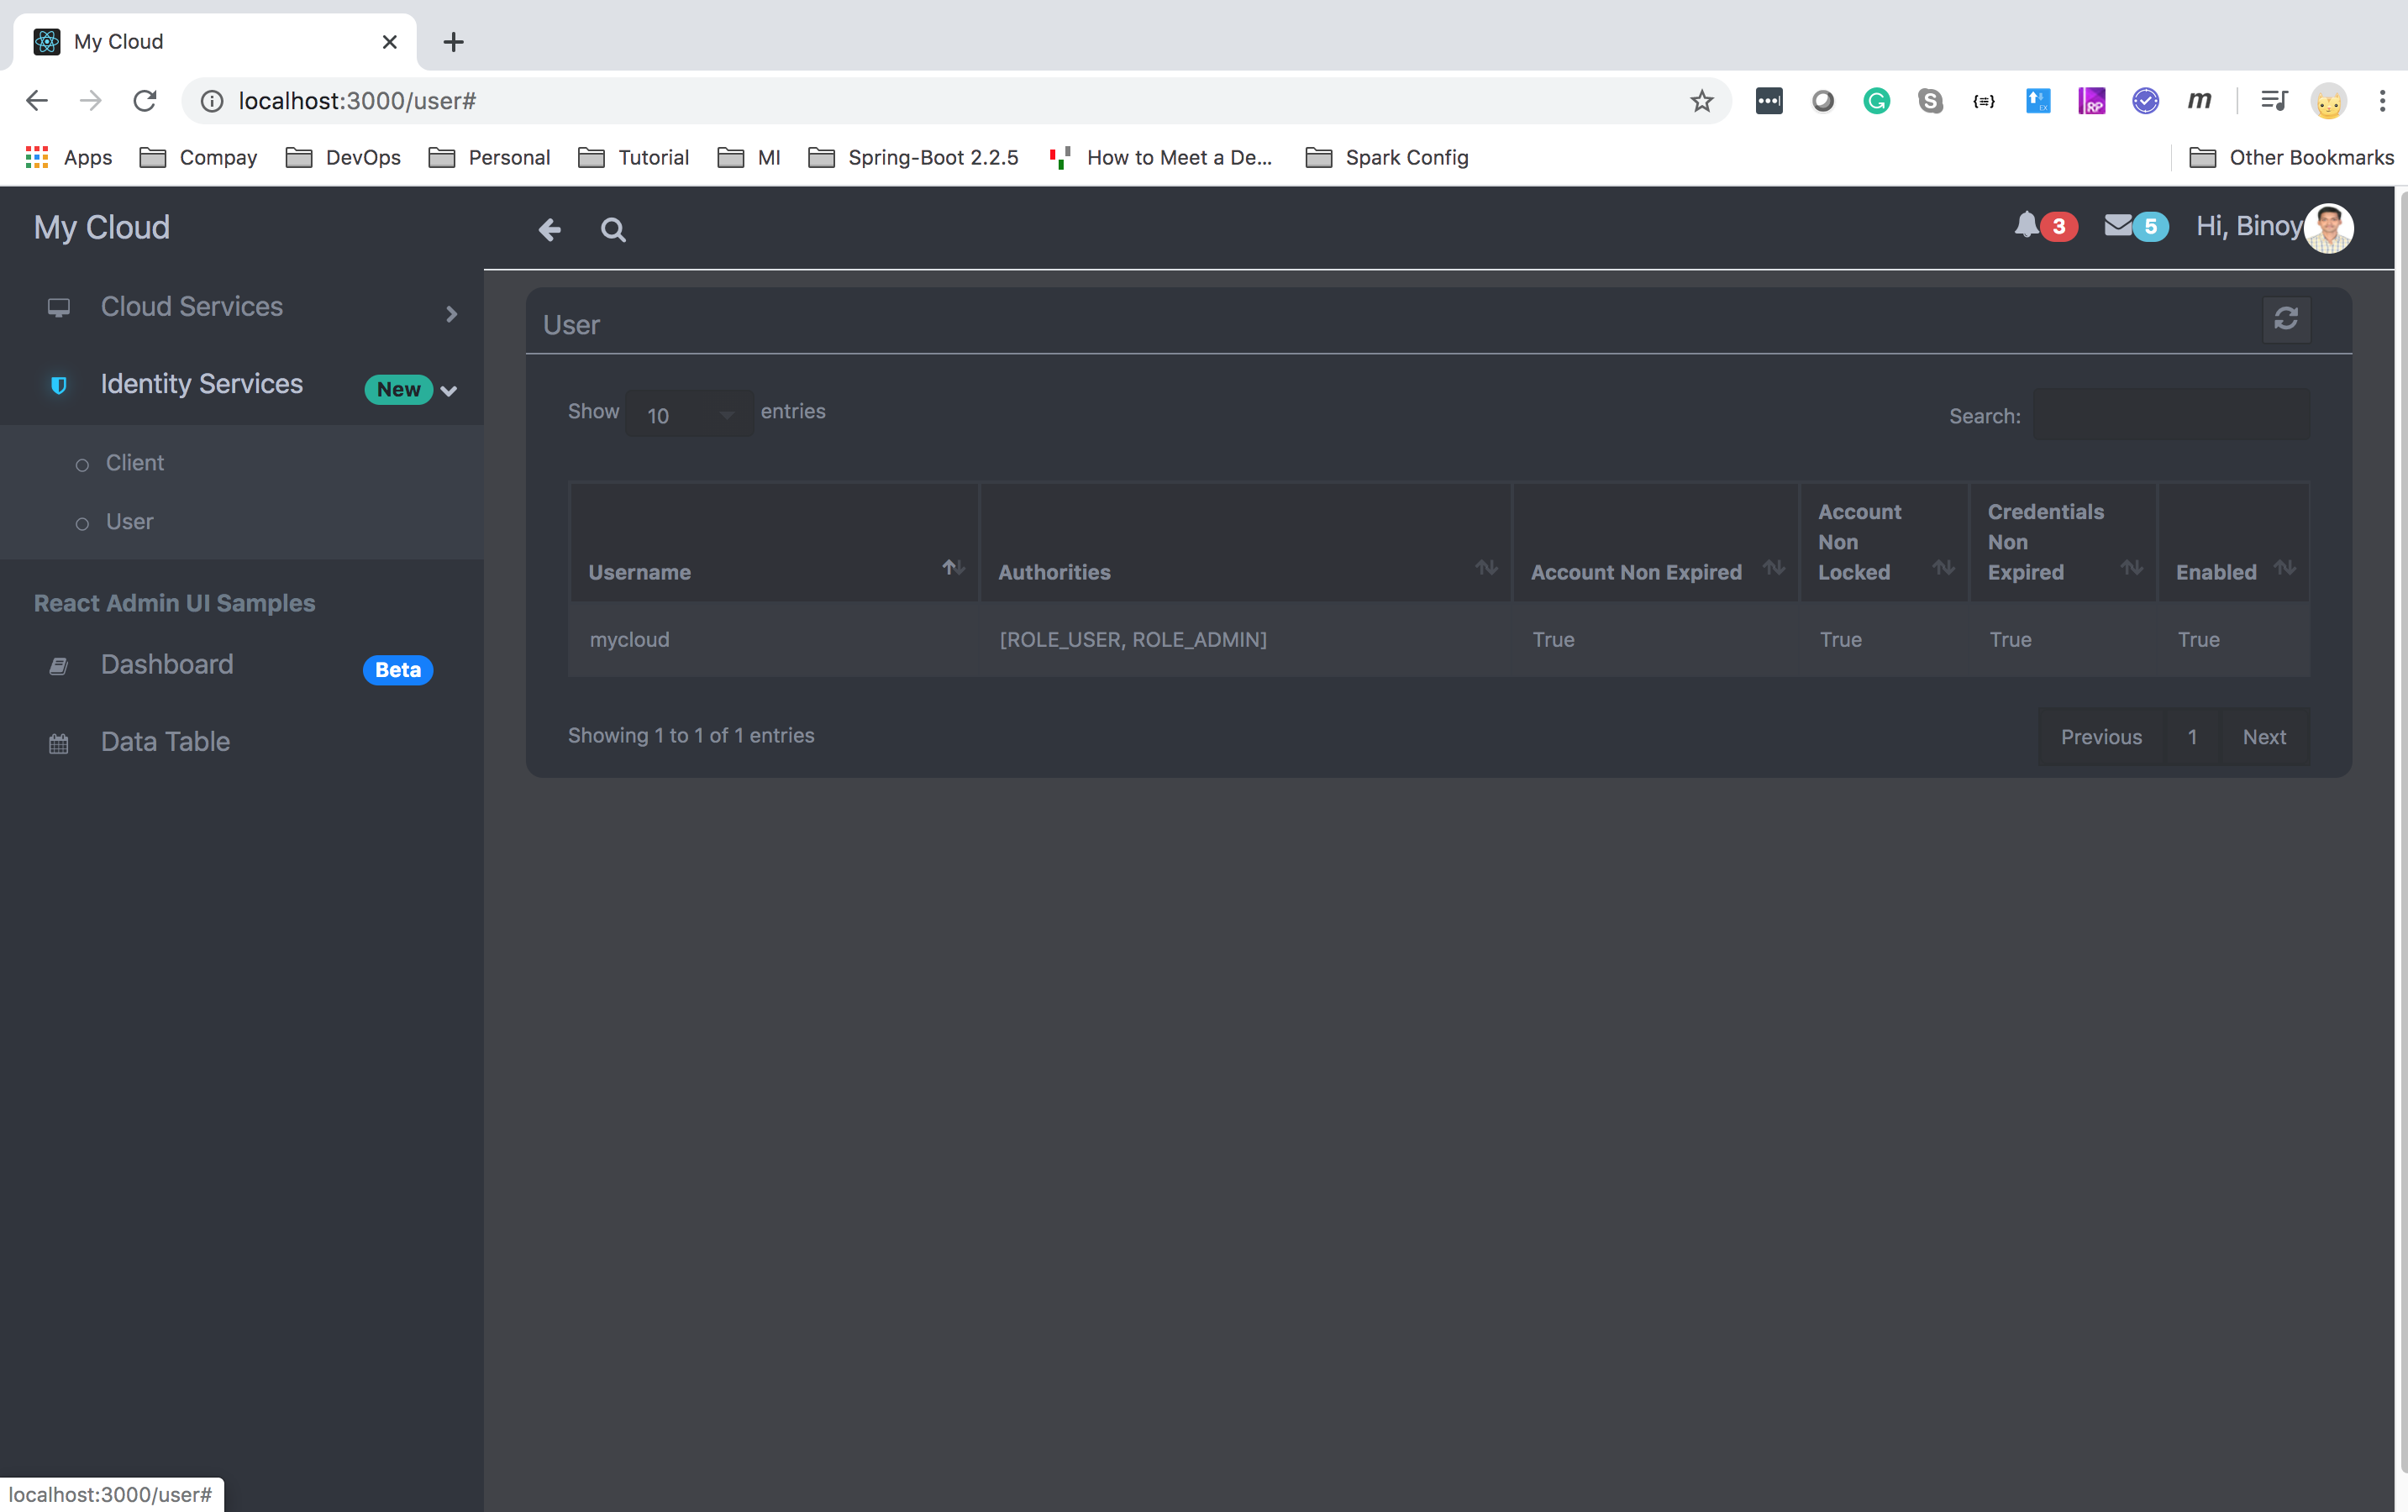 My Cloud
localhost:3000/user#
Apps Compay DevOps Personal Tutorial MI Spring-Boot 2.2.5 How to Meet a De... Spark Config Other Bookmarks
My Cloud
3 5 Hi, Binoy
Cloud Services
Identity Services New
Client
User
React Admin UI Samples
Dashboard Beta
Data Table
User
Show 10 entries Search:
Username Authorities Account Non Expired Account Non Locked Credentials Non Expired Enabled
mycloud [ROLE_USER, ROLE_ADMIN] True True True True
Showing 1 to 1 of 1 entries Previous 1 Next
localhost:3000/user#